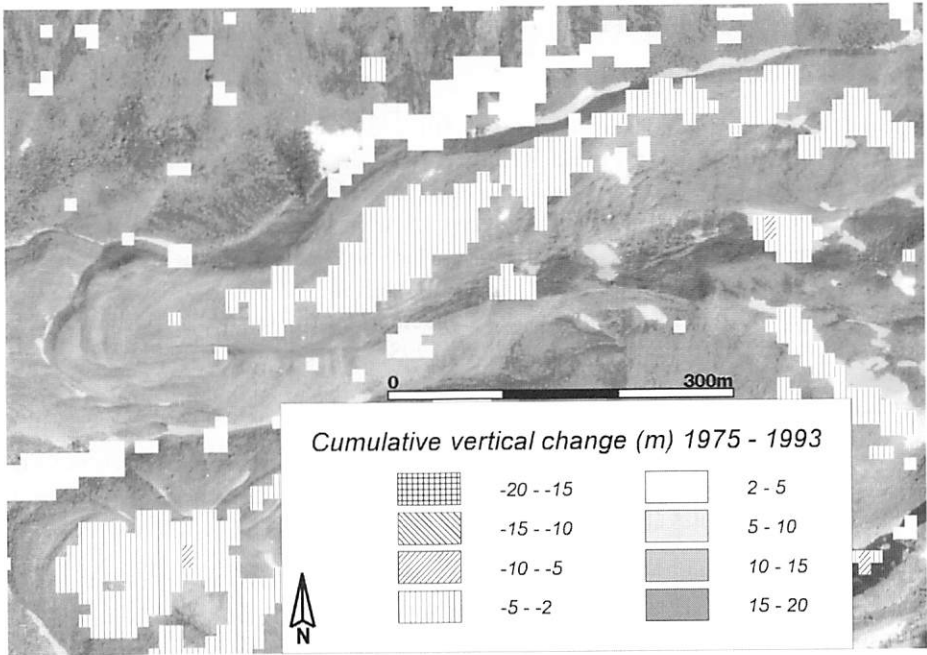 0 300m
Cumulative vertical change (m) 1975 - 1993
-20 - -15 2 - 5
-15 - -10 5 - 10
-10 - -5 10 - 15
-5 - -2 15 - 20
N